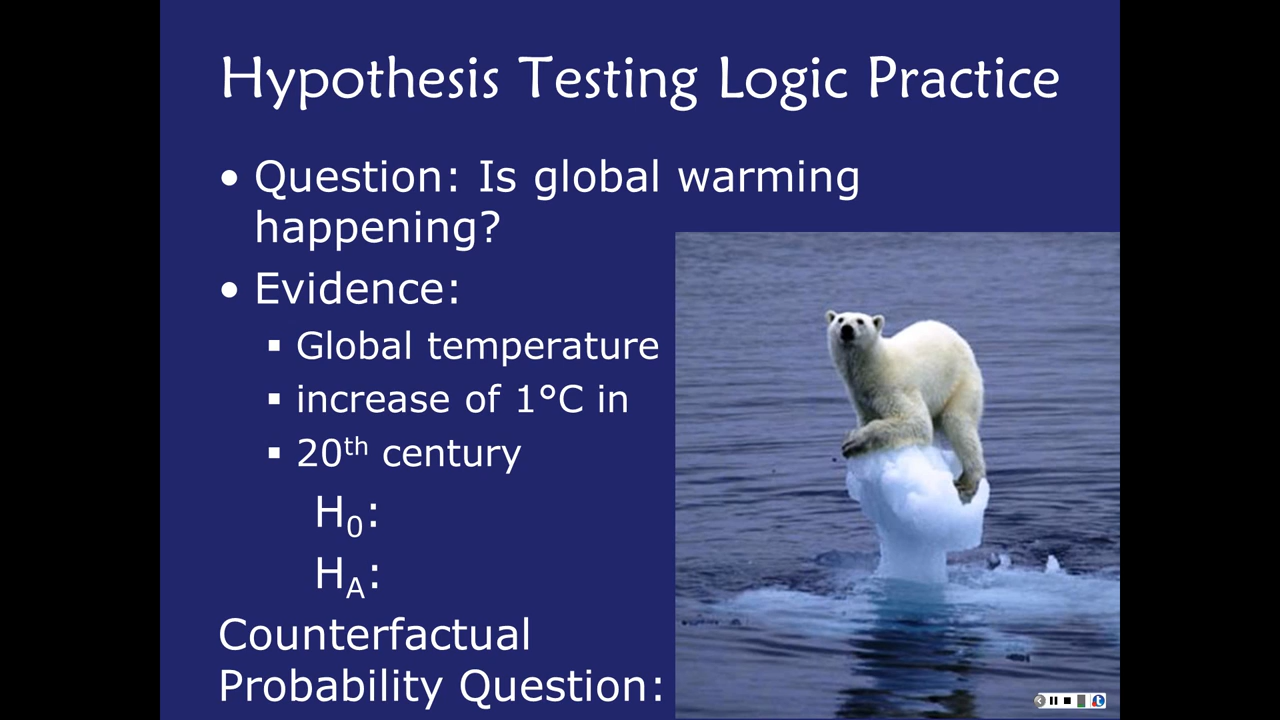 Hypothesis Testing Logic Practice
• Question: Is global warming
happening?
• Evidence:
▪ Global temperature
▪ increase of 1°C in
▪ 20th century
H0:
HA:
Counterfactual
Probability Question: